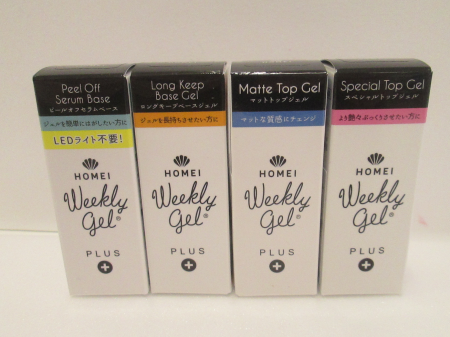 Peel Off
Serum Base
ピールオフセラムベース
ジェルを簡単にはがしたい方に
LEDライト不要!
HOMEI
Weekly
Gel®
PLUS
+
Long Keep
Base Gel
ロングキープベースジェル
ジェルを長持ちさせたい方に
HOMEI
Weekly
Gel®
PLUS
+
Matte Top Gel
マットトップジェル
マットな質感にチェンジ
HOMEI
Weekly
Gel®
PLUS
+
Special Top Gel
スペシャルトップジェル
より艶々ぷっくりさせたい方に
HOMEI
Weekly
Gel®
PLUS
+